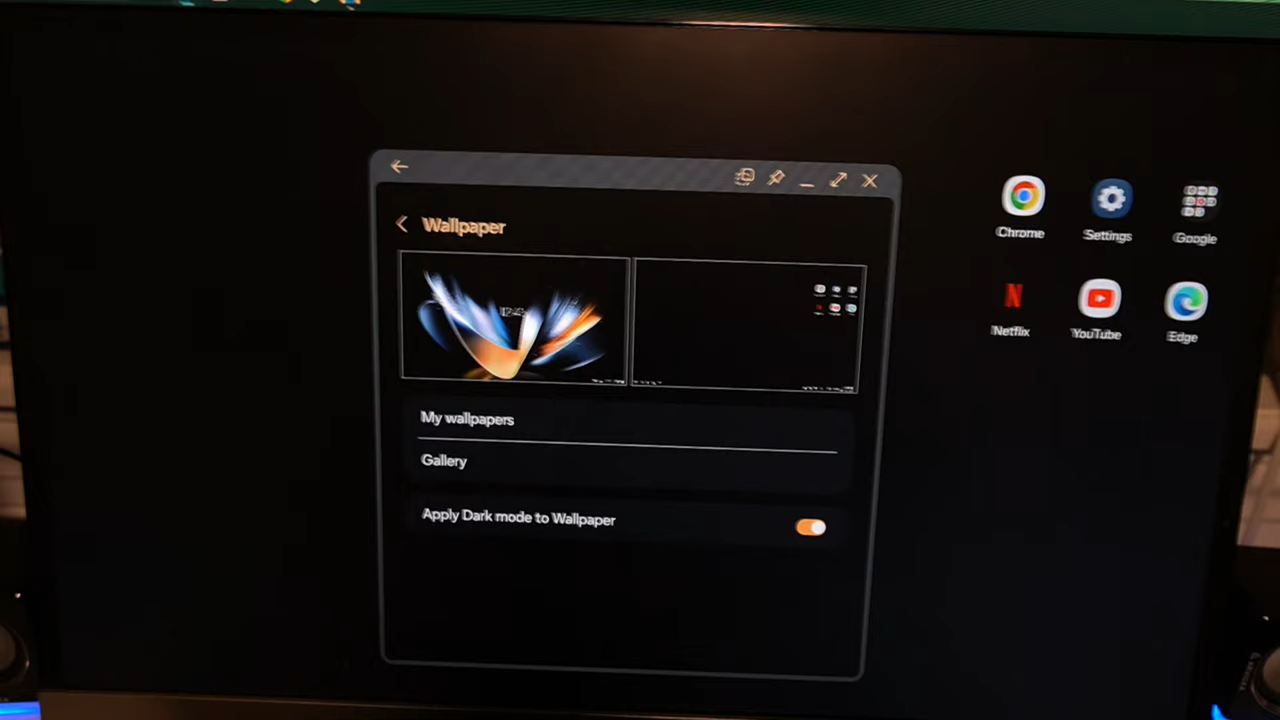 Wallpaper
My wallpapers
Gallery
Apply Dark mode to Wallpaper
Chrome
Settings
Google
Netflix
YouTube
Edge